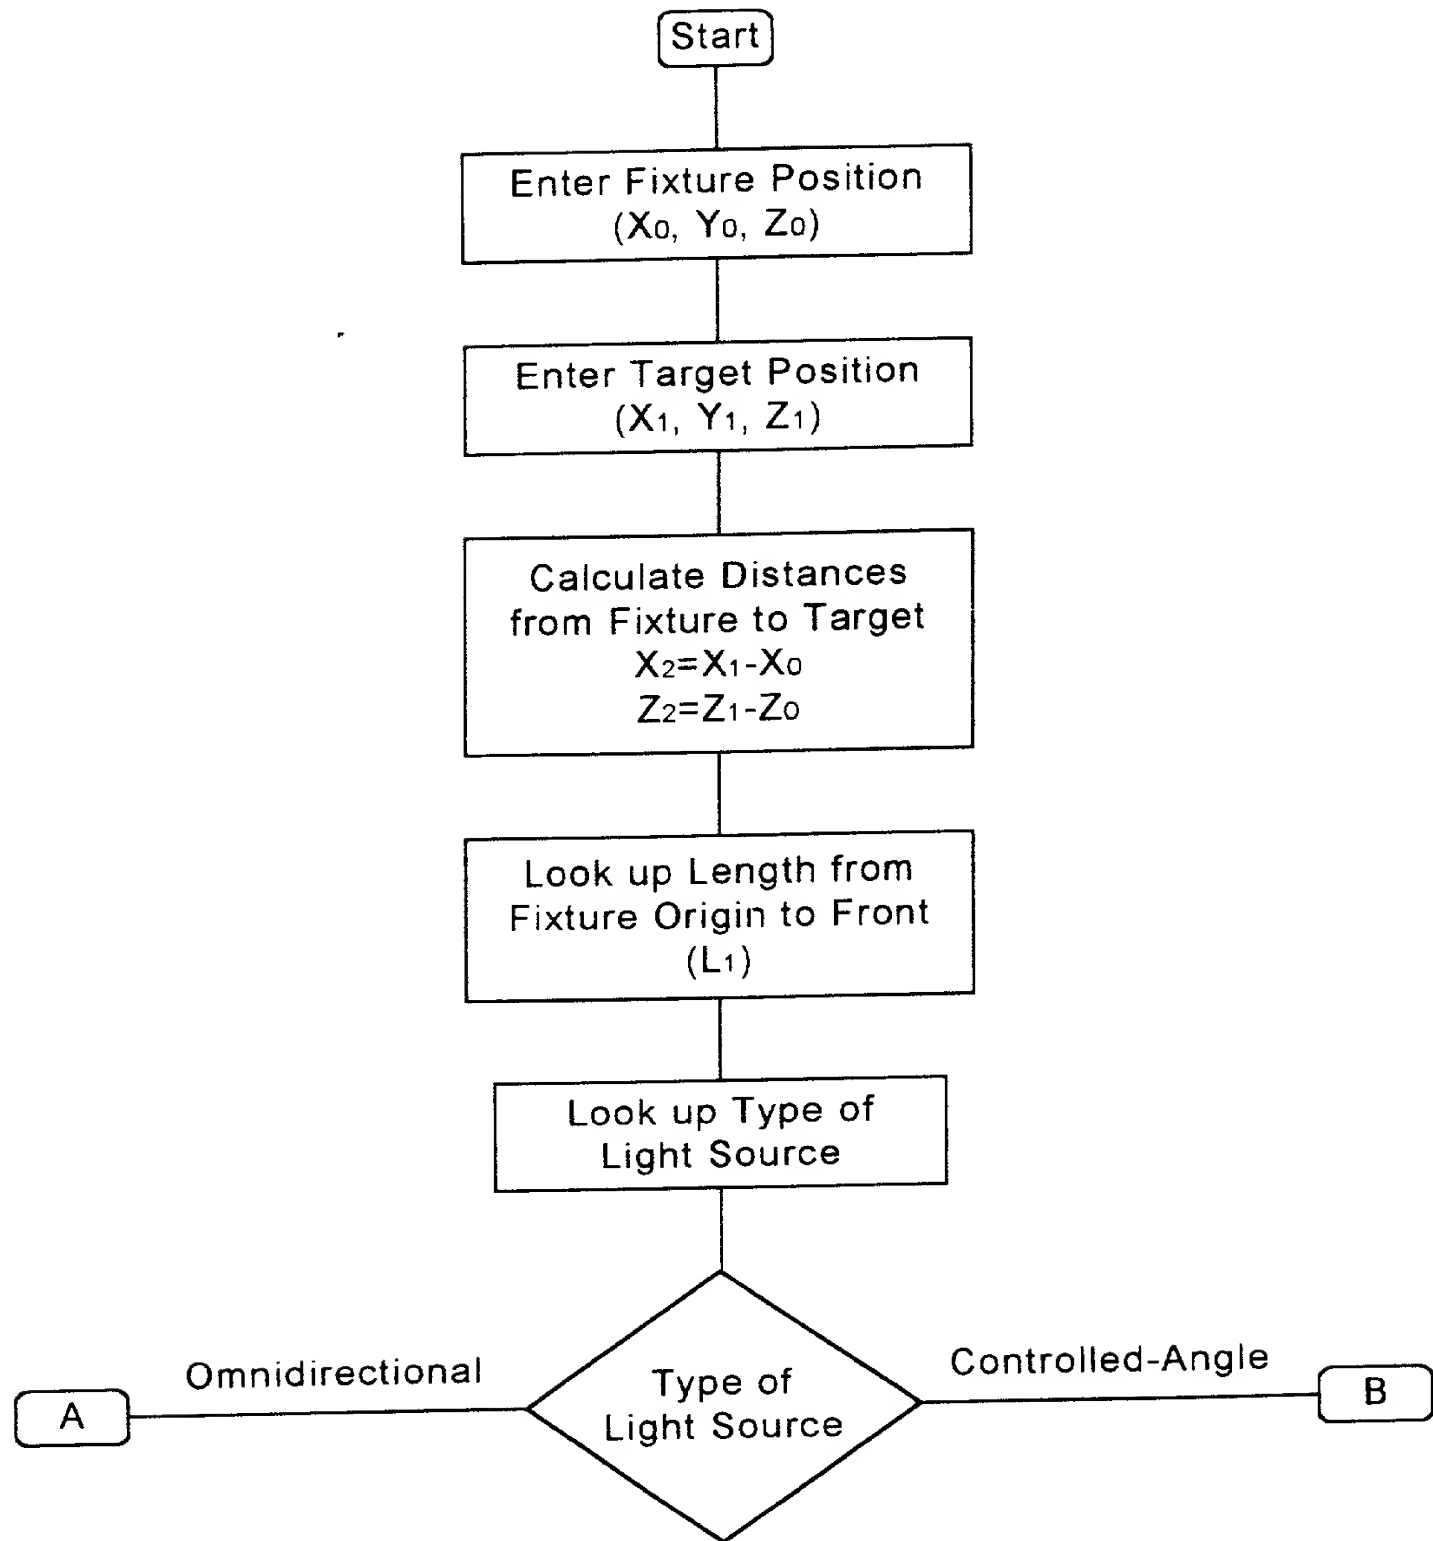 Start
Enter Fixture Position
(X0, Y0, Z0)
Enter Target Position
(X1, Y1, Z1)
Calculate Distances
from Fixture to Target
X2=X1-X0
Z2=Z1-Z0
Look up Length from
Fixture Origin to Front
(L1)
Look up Type of
Light Source
Omnidirectional
Controlled-Angle
A
Type of
Light Source
B